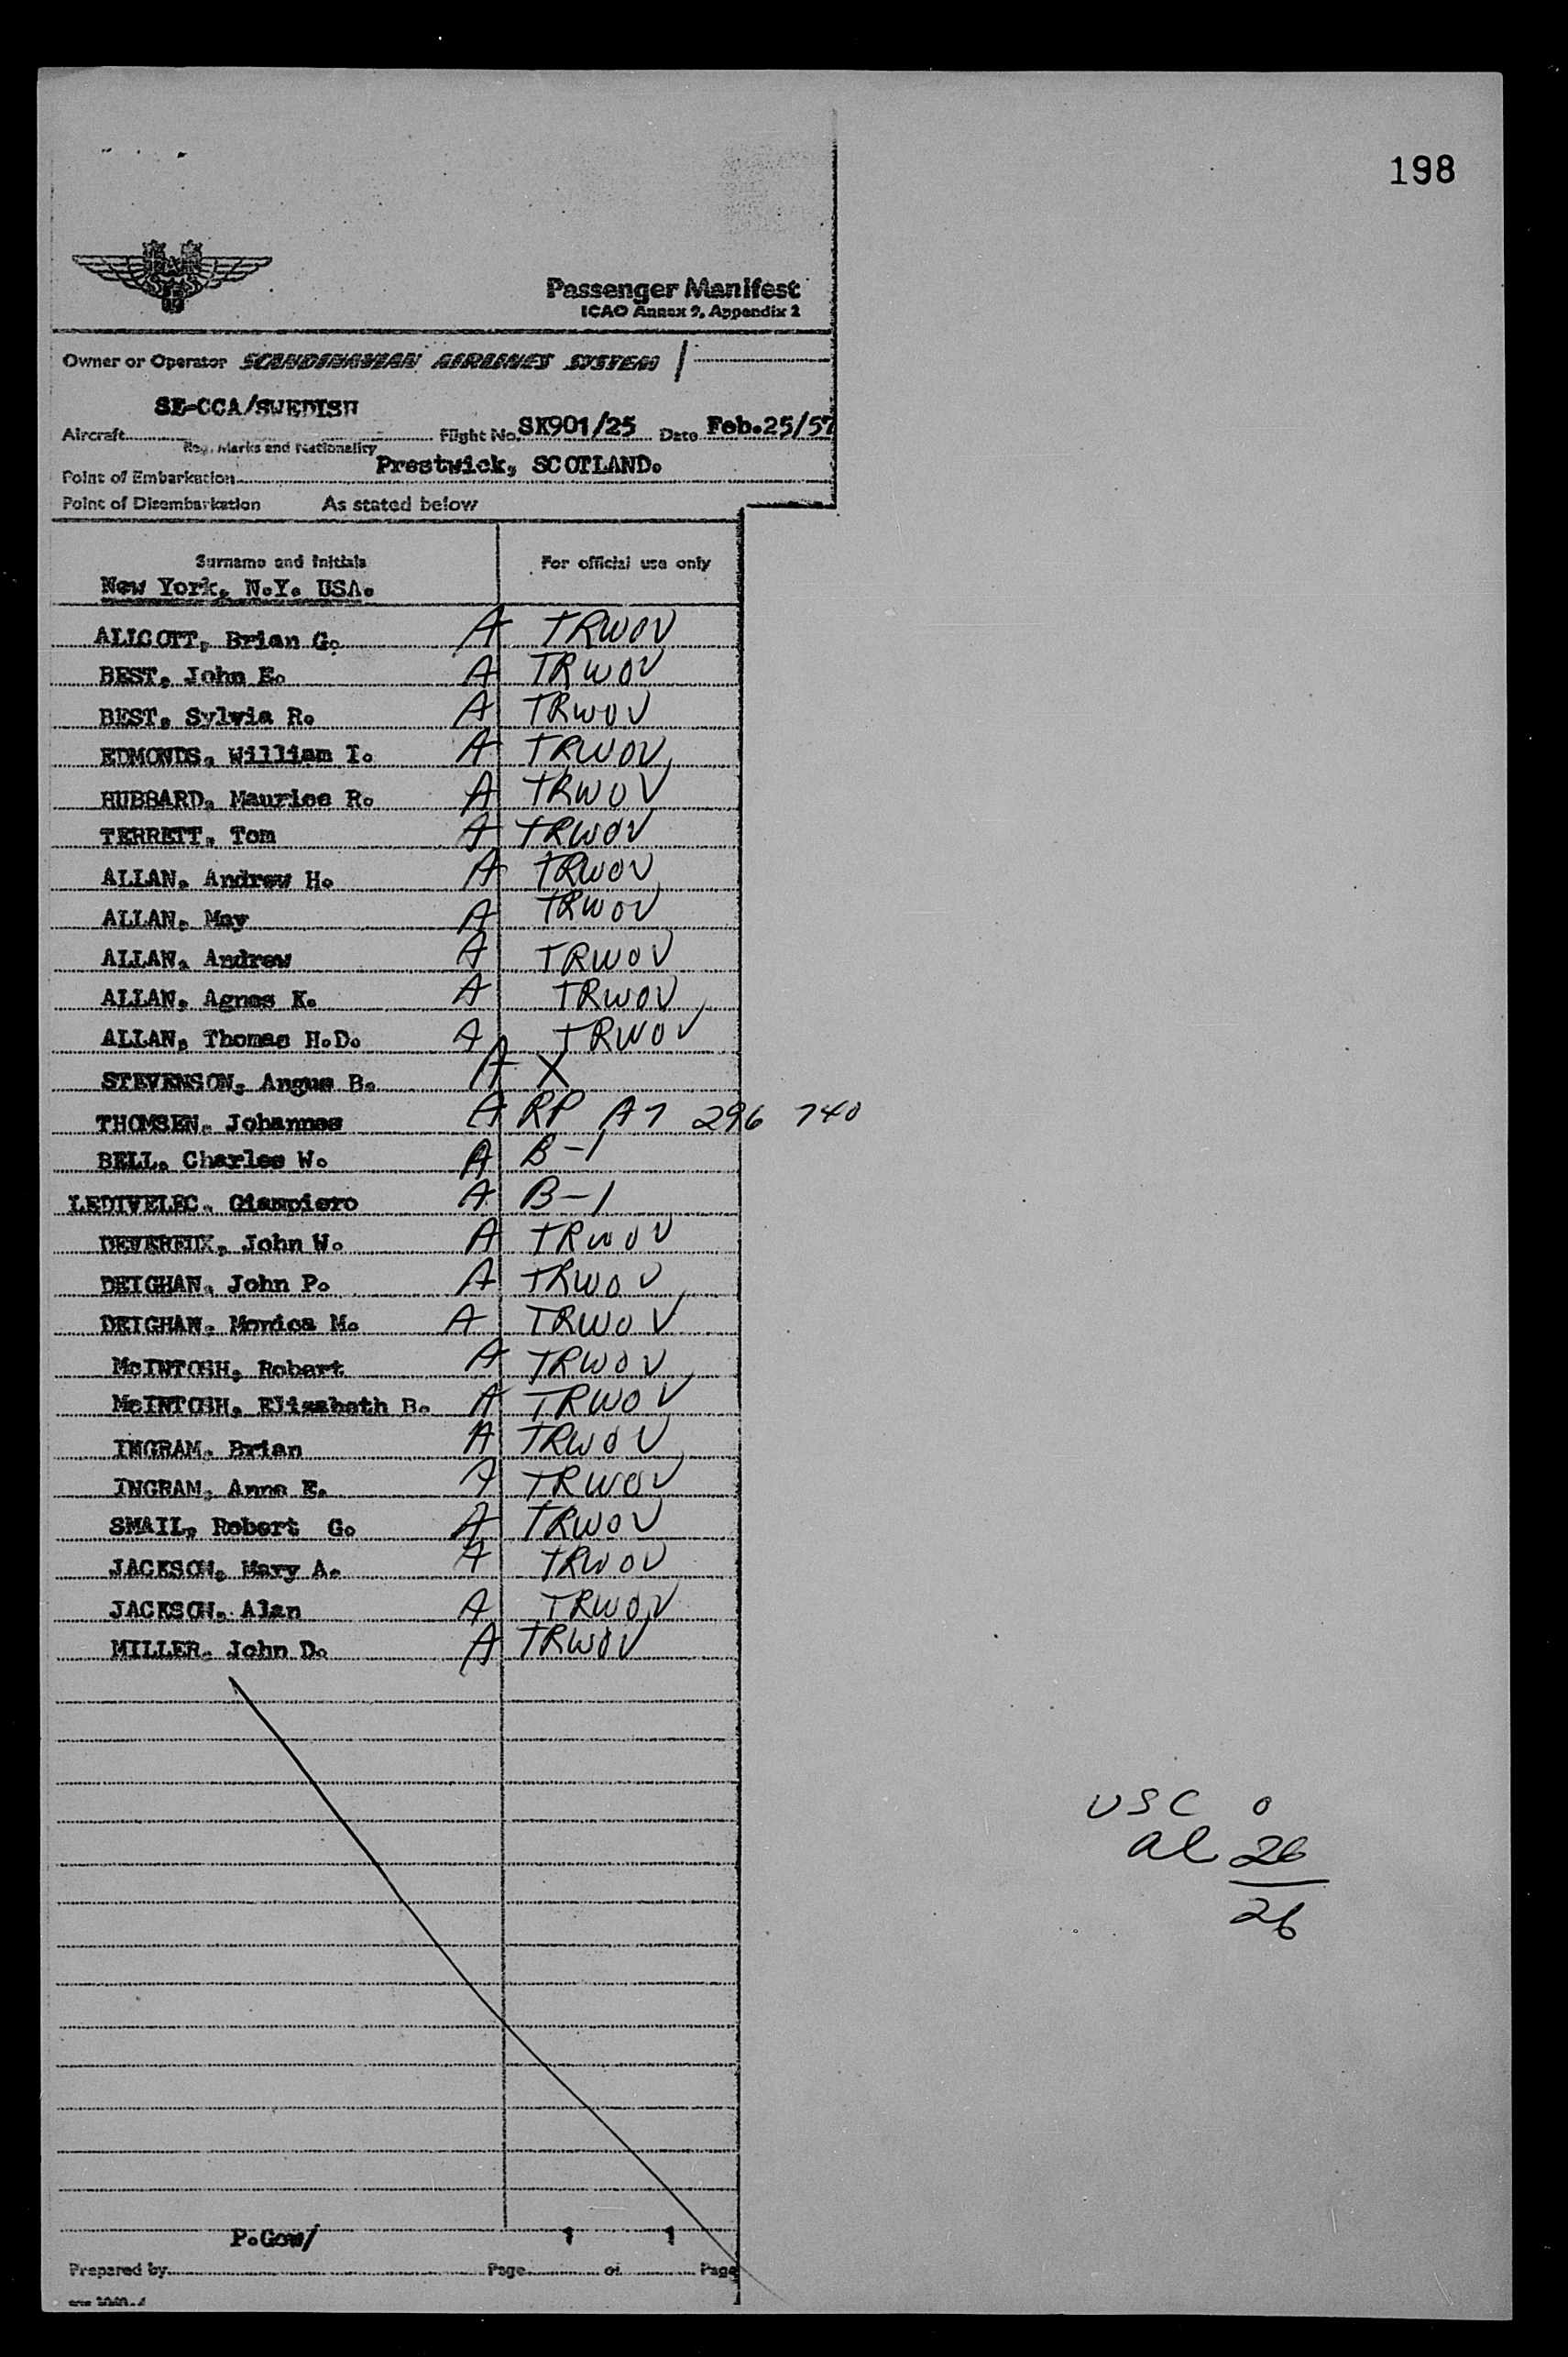 198
SAS
Passenger Manifest
ICAO Annex 9, Appendix 2
Owner or Operator SCANDINAVIAN AIRLINES SYSTEM
SE-CCA/SWEDISH
Aircraft Flight No. SK901/25 Date Feb.25/57
Reg. Marks and Nationality
Point of Embarkation Prestwick, SCOTLAND.
Point of Disembarkation As stated below
Surname and Initials For official use only
New York, N.Y. USA.
ALLCOTT, Brian G. A TRWOV
BEST, John E. A TRWOV
BEST, Sylvia R. A TRWOV
EDMONDS, William I. A TRWOV
HUBBARD, Maurice R. A TRWOV
TERRETT, Tom A TRWOV
ALLAN, Andrew H. A TRWOV
ALLAN, May A TRWOV
ALLAN, Andrew A TRWOV
ALLAN, Agnes K. A TRWOV
ALLAN, Thomas H.D. A TRWOV
STEVENSON, Angus B. A X
THOMSEN, Johannes A RP A7 296 740
BELL, Charles W. A B-1
LEDIVELEC, Giampiero A B-1
DEVEREUX, John W. A TRWOV
DEIGHAN, John P. A TRWOV
DEIGHAN, Monica M. A TRWOV
McINTOSH, Robert A TRWOV
McINTOSH, Elizabeth B. A TRWOV
INGRAM, Brian A TRWOV
INGRAM, Anne E. A TRWOV
SMAIL, Robert G. A TRWOV
JACKSON, Mary A. A TRWOV
JACKSON, Alan A TRWOV
MILLER, John D. A TRWOV
USC 0
al 26
26
P.Gow/ 1 1
Prepared by Page of Page